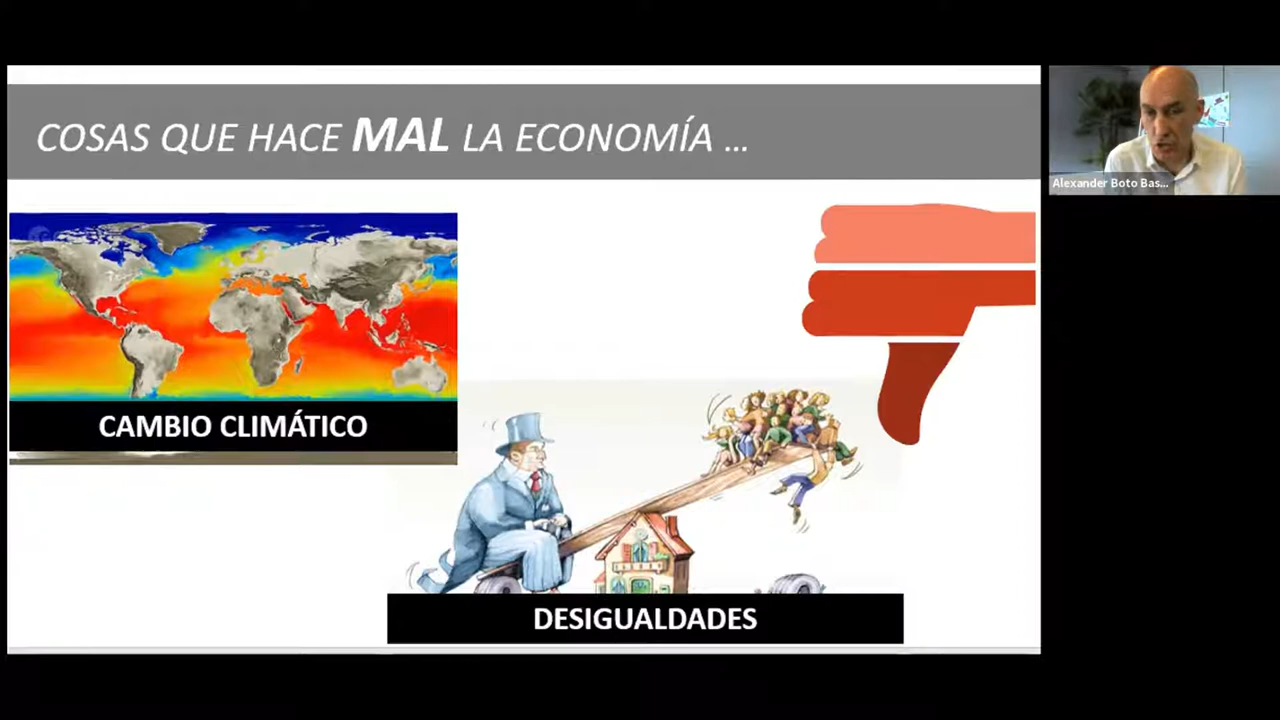 COSAS QUE HACE MAL LA ECONOMÍA ...
Alexander Boto Bas...
CAMBIO CLIMÁTICO
DESIGUALDADES